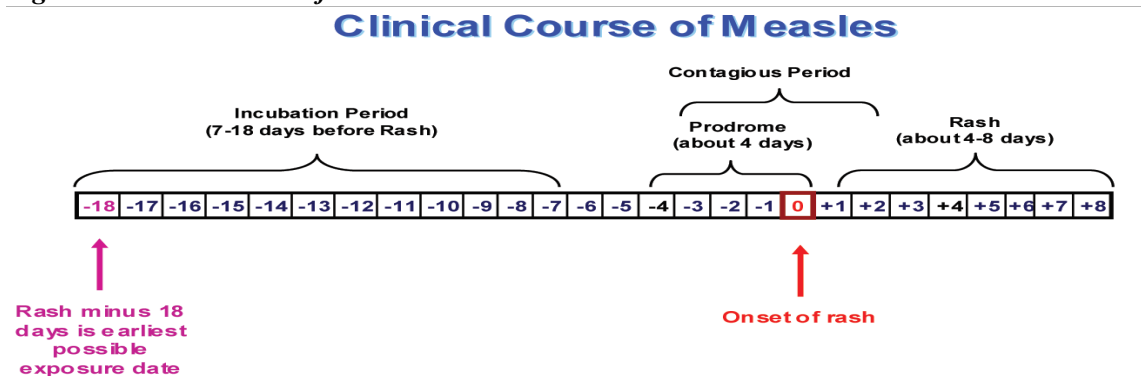 Clinical Course of Measles
Contagious Period
Incubation Period
(7-18 days before Rash)
Prodrome
(about 4 days)
Rash
(about 4-8 days)
-18 -17 -16 -15 -14 -13 -12 -11 -10 -9 -8 -7 -6 -5 -4 -3 -2 -1 0 +1 +2 +3 +4 +5 +6 +7 +8
Rash minus 18
days is earliest
possible
exposure date
Onset of rash